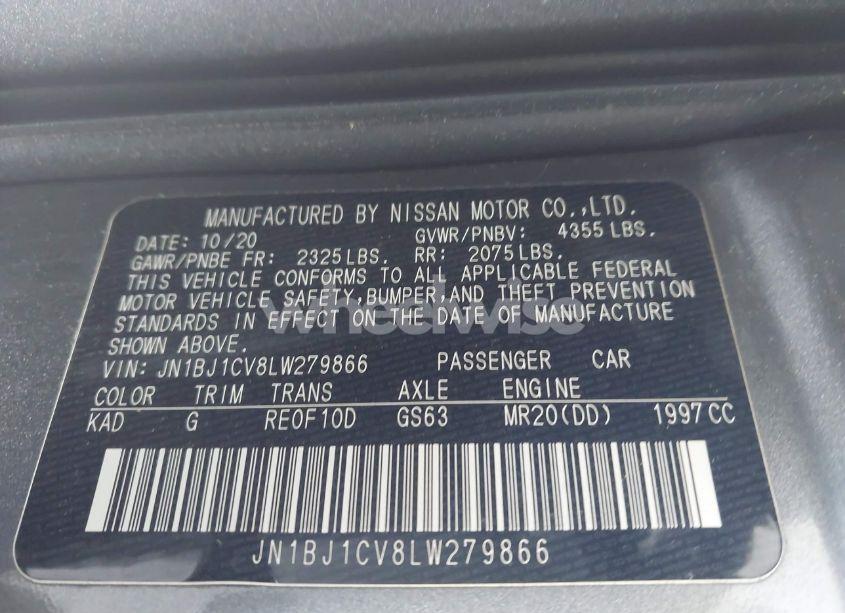 MANUFACTURED BY NISSAN MOTOR CO.,LTD.
DATE: 10/20 GVWR/PNBV: 4355 LBS.
GAWR/PNBE FR: 2325 LBS. RR: 2075 LBS.
THIS VEHICLE CONFORMS TO ALL APPLICABLE FEDERAL
MOTOR VEHICLE SAFETY,BUMPER,AND THEFT PREVENTION
STANDARDS IN EFFECT ON THE DATE OF MANUFACTURE
SHOWN ABOVE.
wheelwise
VIN: JN1BJ1CV8LW279866 PASSENGER CAR
COLOR TRIM TRANS AXLE ENGINE
KAD G RE0F10D GS63 MR20(DD) 1997 CC
JN1BJ1CV8LW279866